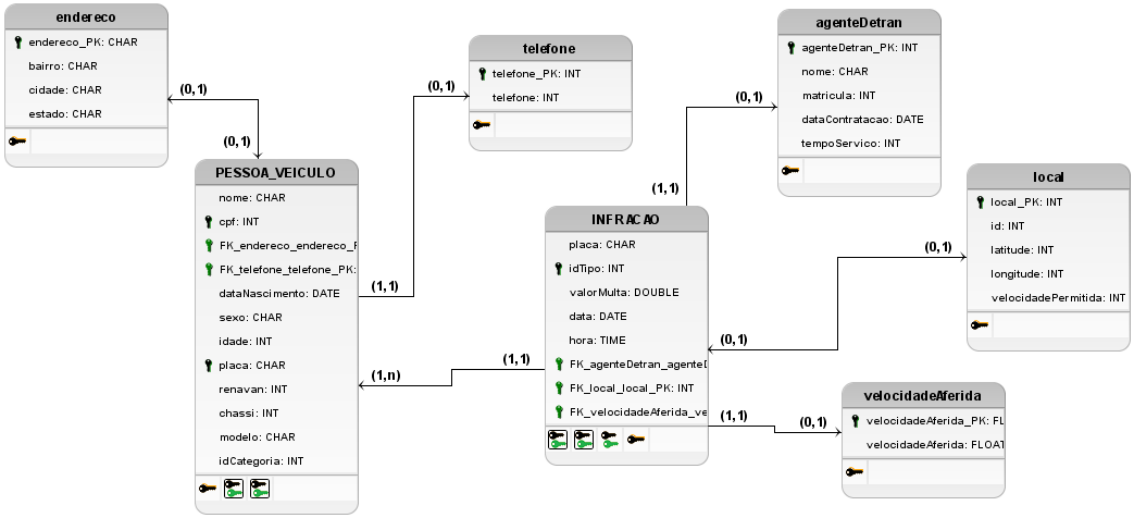 endereco
endereco_PK: CHAR
bairro: CHAR
cidade: CHAR
estado: CHAR
(0,1)
(0,1)
telefone
telefone_PK: INT
telefone: INT
(0,1)
agenteDetran
agenteDetran_PK: INT
nome: CHAR
matricula: INT
dataContratacao: DATE
tempoServico: INT
(0,1)
(1,1)
PESSOA_VEICULO
nome: CHAR
cpf: INT
FK_endereco_endereco_F
FK_telefone_telefone_PK:
dataNascimento: DATE
sexo: CHAR
idade: INT
placa: CHAR
renavan: INT
chassi: INT
modelo: CHAR
idCategoria: INT
(1,1)
(1,n)
INFRACAO
placa: CHAR
idTipo: INT
valorMulta: DOUBLE
data: DATE
hora: TIME
FK_agenteDetran_agenteD
FK_local_local_PK: INT
FK_velocidadeAferida_ve
(1,1)
(0,1)
(1,1)
local
local_PK: INT
id: INT
latitude: INT
longitude: INT
velocidadePermitida: INT
(0,1)
velocidadeAferida
velocidadeAferida_PK: FL
velocidadeAferida: FLOAT
(0,1)